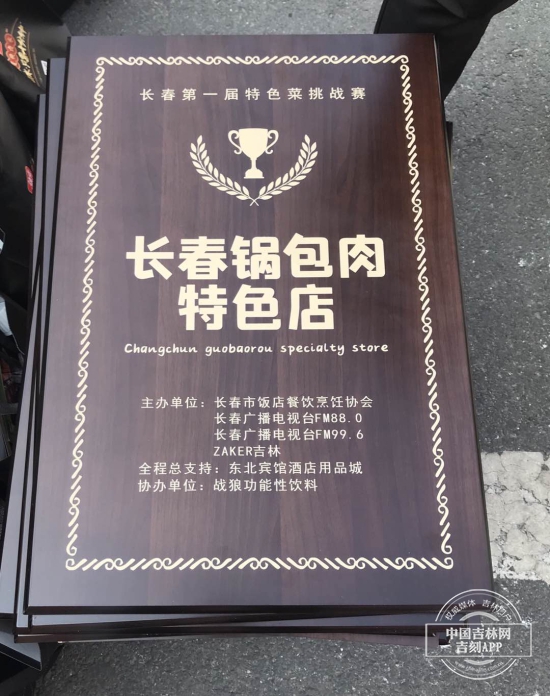 长春第一届特色菜挑战赛
长春锅包肉
特色店
Changchun guobaorou specialty store
主办单位：长春市饭店餐饮烹饪协会
长春广播电视台FM88.0
长春广播电视台FM99.6
ZAKER吉林
全程总支持：东北宾馆酒店用品城
协办单位：战狼功能性饮料
中国吉林网
吉刻APP